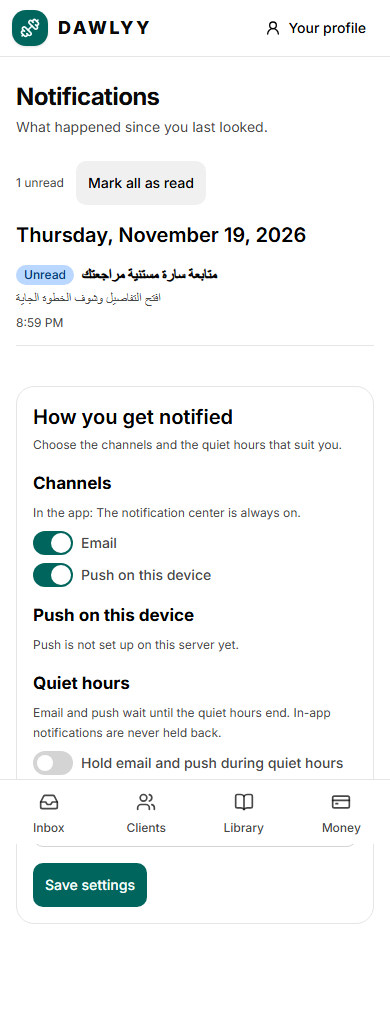 DAWLYY
Your profile
Notifications
What happened since you last looked.
1 unread
Mark all as read
Thursday, November 19, 2026
Unread متابعة سارة مستنية مراجعتك
افتح التفاصيل وشوف الخطوة الجاية
8:59 PM
How you get notified
Choose the channels and the quiet hours that suit you.
Channels
In the app: The notification center is always on.
Email
Push on this device
Push on this device
Push is not set up on this server yet.
Quiet hours
Email and push wait until the quiet hours end. In-app
notifications are never held back.
Hold email and push during quiet hours
Inbox
Clients
Library
Money
Save settings